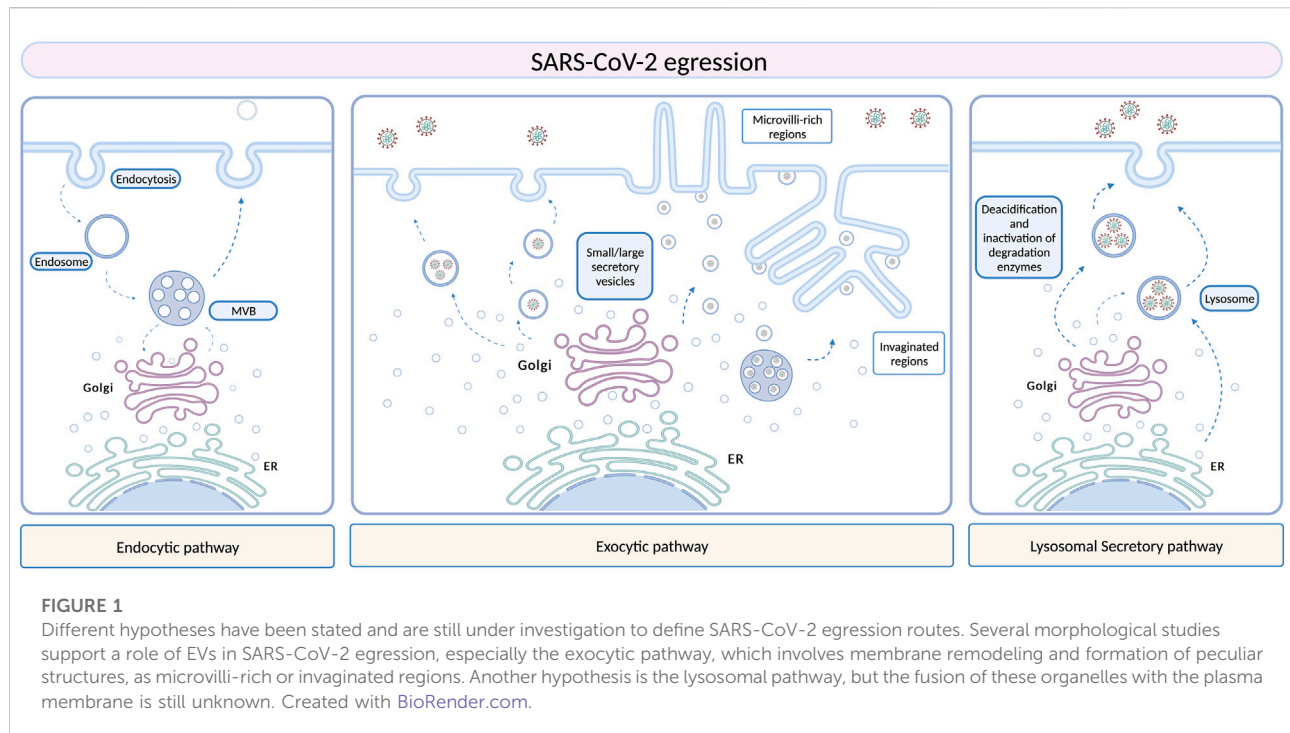 SARS-CoV-2 egression
Endocytosis
Endosome
MVB
Golgi
ER
Endocytic pathway
Microvilli-rich
regions
Small/large
secretory
vesicles
Golgi
Invaginated
regions
ER
Exocytic pathway
Deacidification
and
inactivation of
degradation
enzymes
Lysosome
Golgi
ER
Lysosomal Secretory pathway
FIGURE 1
Different hypotheses have been stated and are still under investigation to define SARS-CoV-2 egression routes. Several morphological studies
support a role of EVs in SARS-CoV-2 egression, especially the exocytic pathway, which involves membrane remodeling and formation of peculiar
structures, as microvilli-rich or invaginated regions. Another hypothesis is the lysosomal pathway, but the fusion of these organelles with the plasma
membrane is still unknown. Created with BioRender.com.